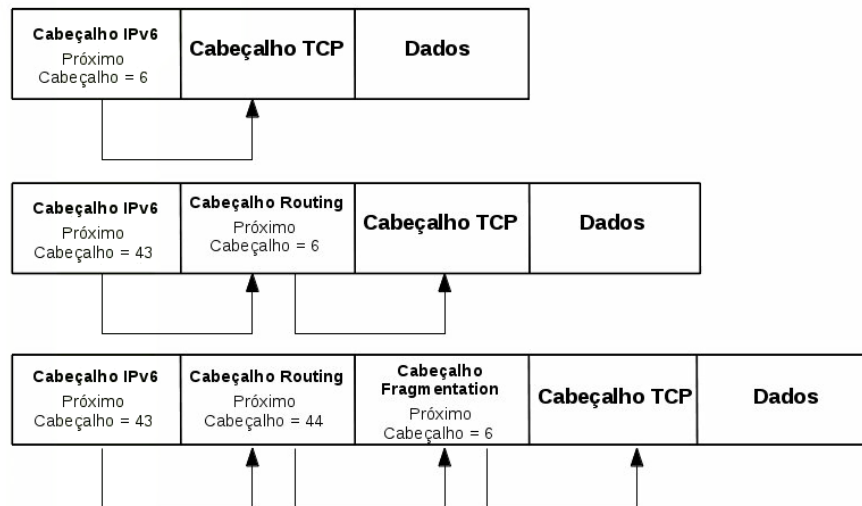 Cabeçalho IPv6
Próximo
Cabeçalho = 6
Cabeçalho TCP
Dados
Cabeçalho IPv6
Próximo
Cabeçalho = 43
Cabeçalho Routing
Próximo
Cabeçalho = 6
Cabeçalho TCP
Dados
Cabeçalho IPv6
Próximo
Cabeçalho = 43
Cabeçalho Routing
Próximo
Cabeçalho = 44
Cabeçalho
Fragmentation
Próximo
Cabeçalho = 6
Cabeçalho TCP
Dados